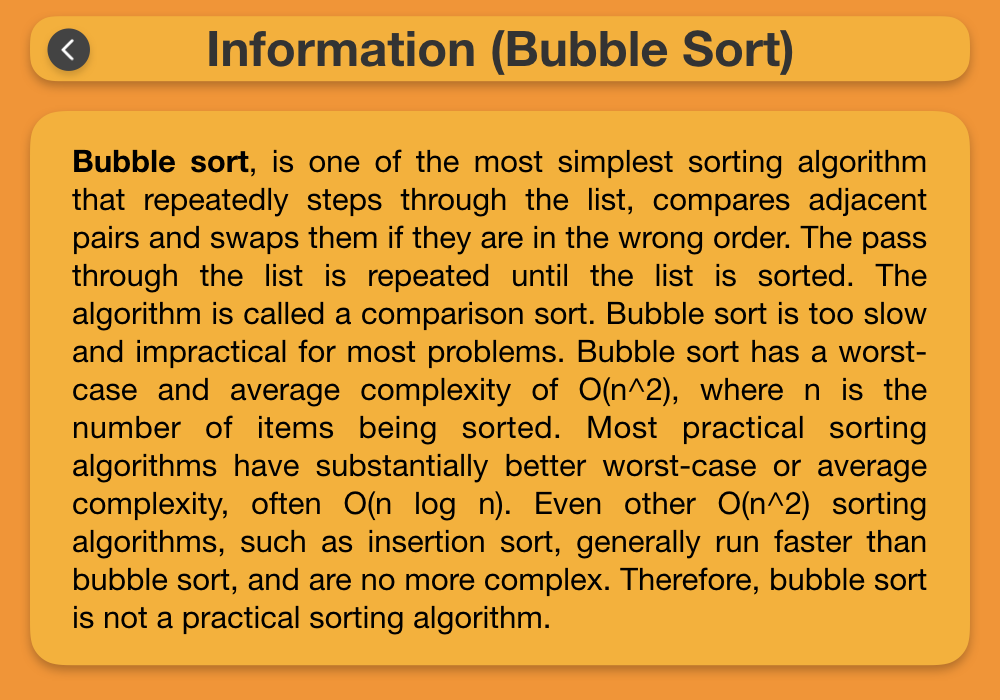 Information (Bubble Sort)
Bubble sort, is one of the most simplest sorting algorithm
that repeatedly steps through the list, compares adjacent
pairs and swaps them if they are in the wrong order. The pass
through the list is repeated until the list is sorted. The
algorithm is called a comparison sort. Bubble sort is too slow
and impractical for most problems. Bubble sort has a worst-
case and average complexity of O(n^2), where n is the
number of items being sorted. Most practical sorting
algorithms have substantially better worst-case or average
complexity, often O(n log n). Even other O(n^2) sorting
algorithms, such as insertion sort, generally run faster than
bubble sort, and are no more complex. Therefore, bubble sort
is not a practical sorting algorithm.